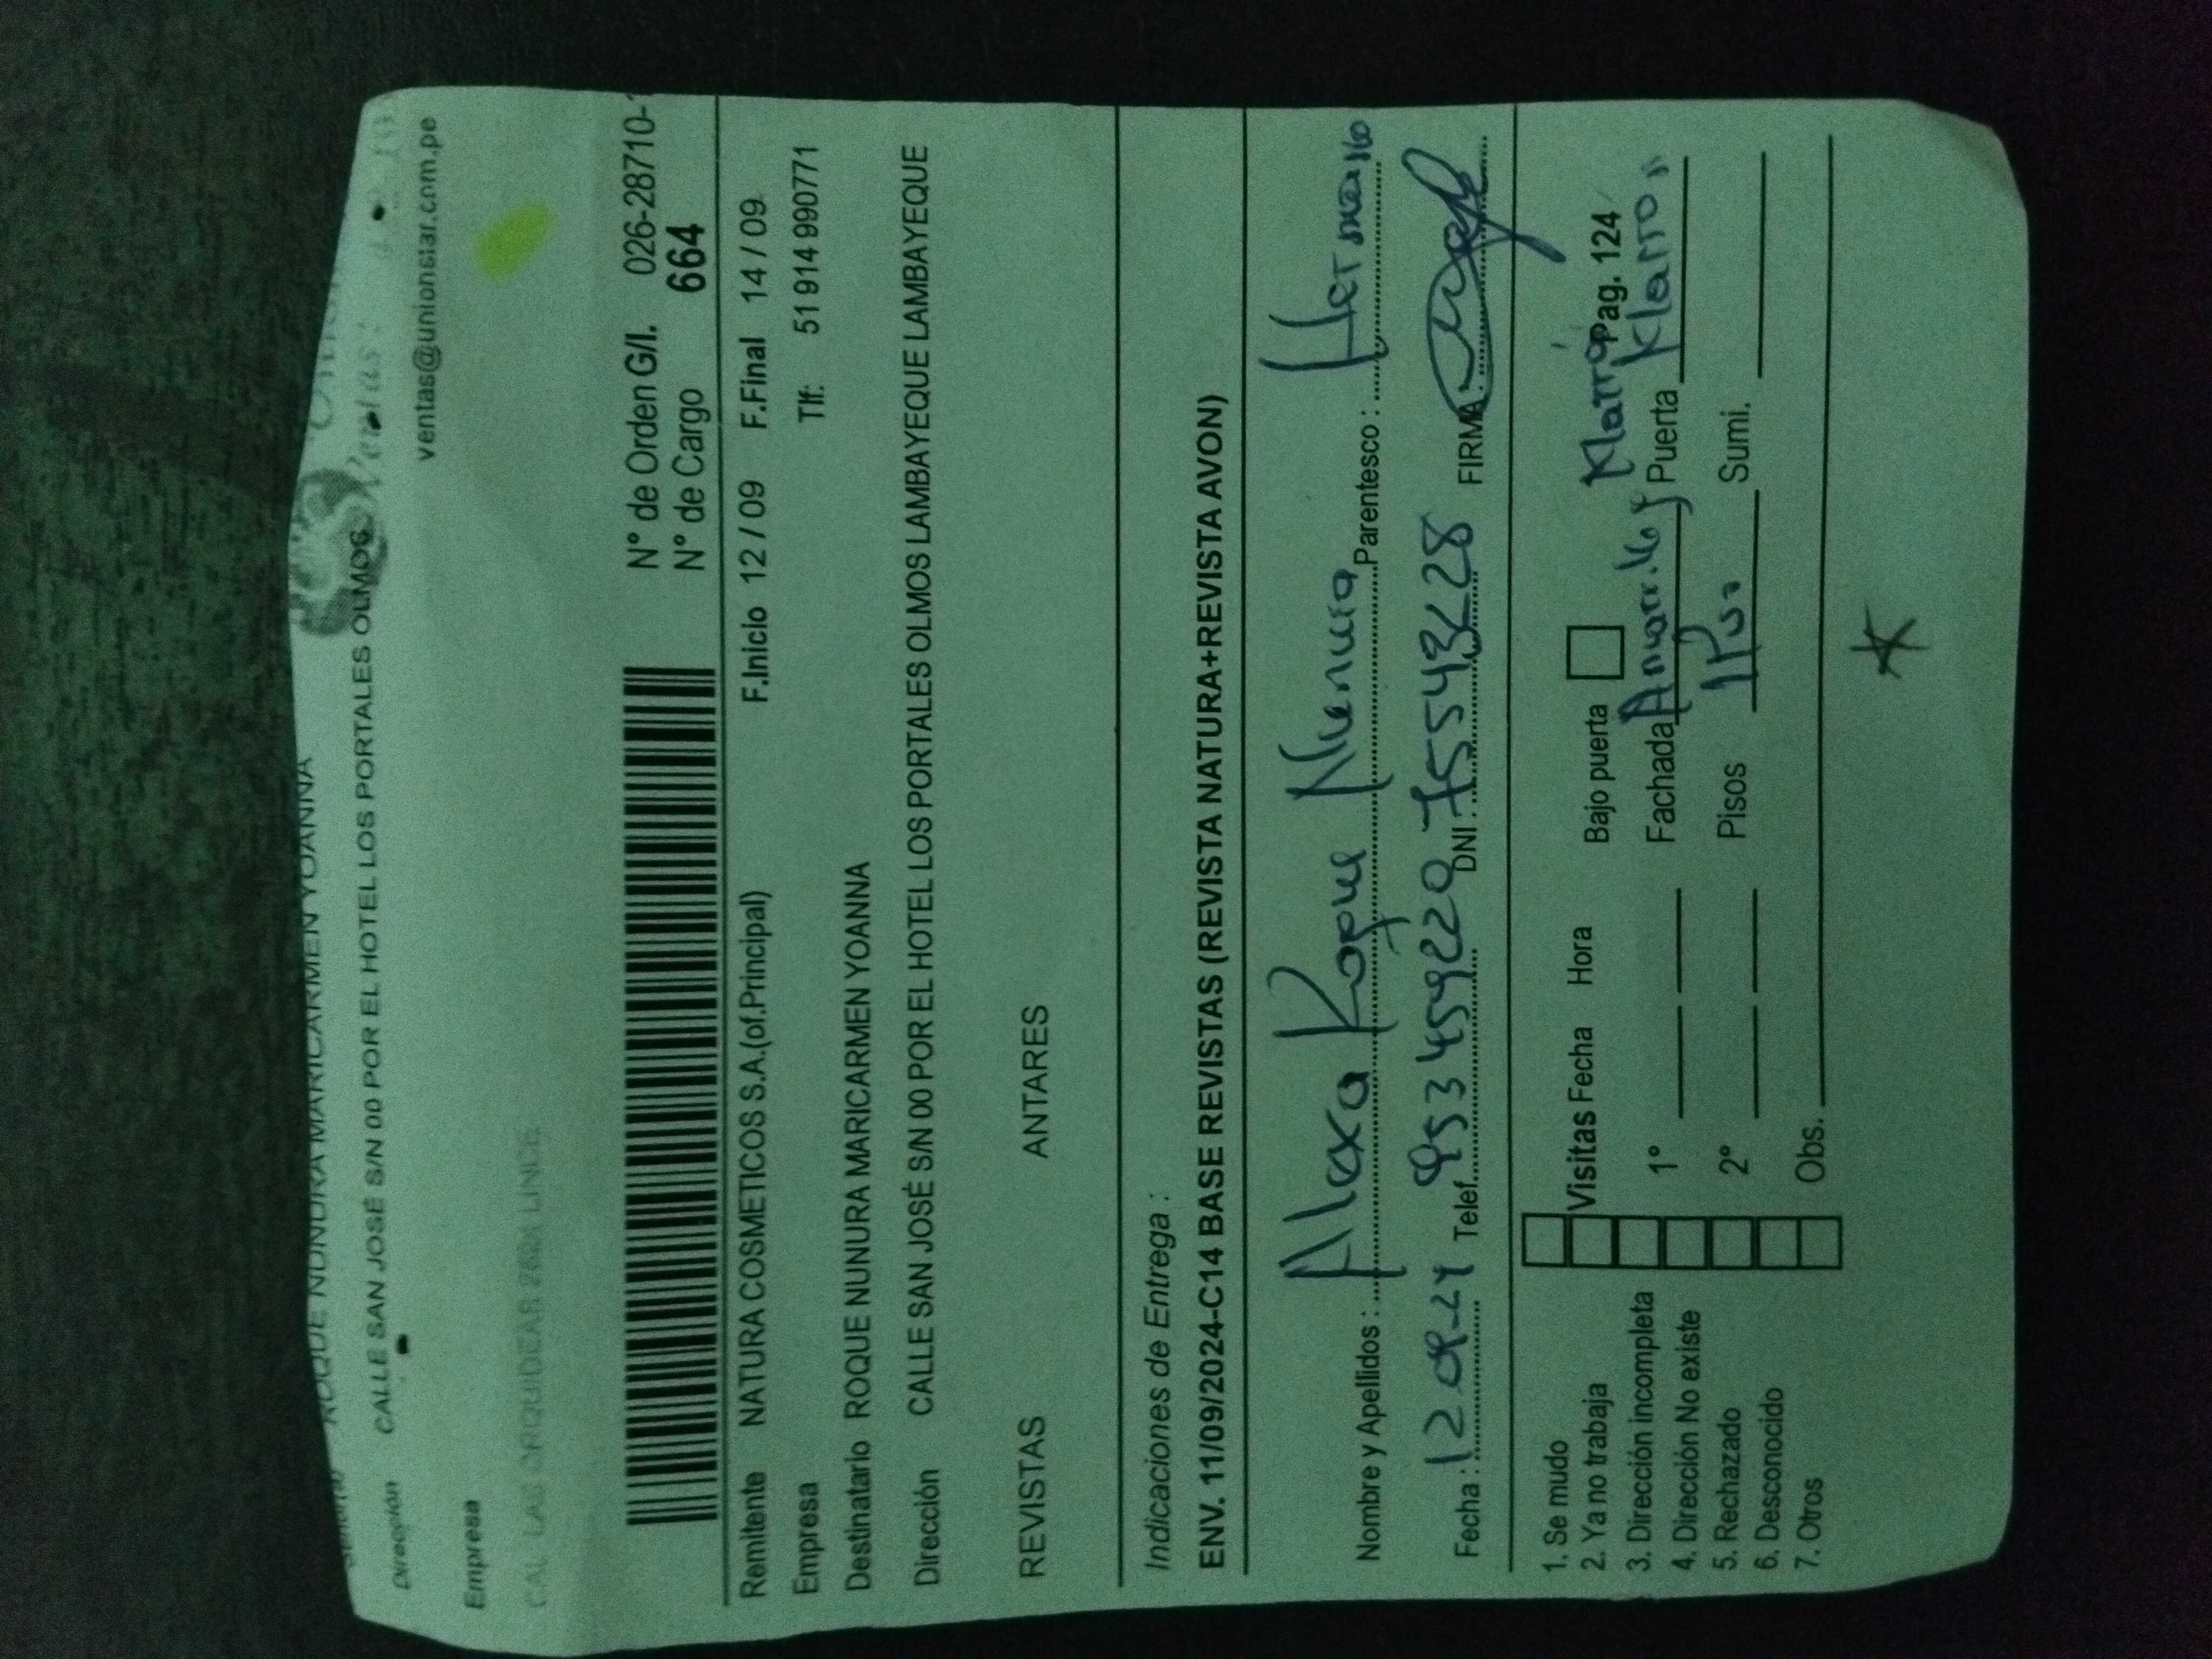 ROQUE NUNURA MARICARMEN YOANNA
Dirección CALLE SAN JOSÉ S/N 00 POR EL HOTEL LOS PORTALES OLMOS
Ventas:
ventas@unionstar.com.pe
Empresa
N° de Orden G/I. 026-28710-
N° de Cargo 664
Remitente NATURA COSMETICOS S.A.(of.Principal) F.Inicio 12 / 09 F.Final 14 / 09
Empresa Tlf: 51 914 990771
Destinatario ROQUE NUNURA MARICARMEN YOANNA
Dirección CALLE SAN JOSÉ S/N 00 POR EL HOTEL LOS PORTALES OLMOS LAMBAYEQUE LAMBAYEQUE
REVISTAS ANTARES
Indicaciones de Entrega :
ENV. 11/09/2024-C14 BASE REVISTAS (REVISTA NATURA+REVISTA AVON)
Nombre y Apellidos : Alexa Roque Nunura Parentesco : Hermano
Fecha : 12 09-24 Telef. 953459220 DNI : FIRMA:
1. Se mudo
2. Ya no trabaja Visitas Fecha Hora Bajo puerta Marron Pag. 124
3. Dirección incompleta 1° Fachada Amarillo y Puerta Marron
4. Dirección No existe
5. Rechazado 2° Pisos 1 Piso Sumi.
6. Desconocido
7. Otros Obs.